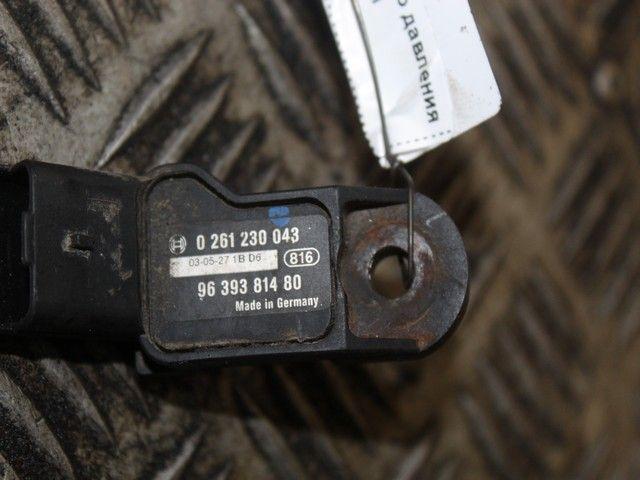 о давления
0 261 230 043
03-05-27 1B D6
816
96 393 814 80
Made in Germany